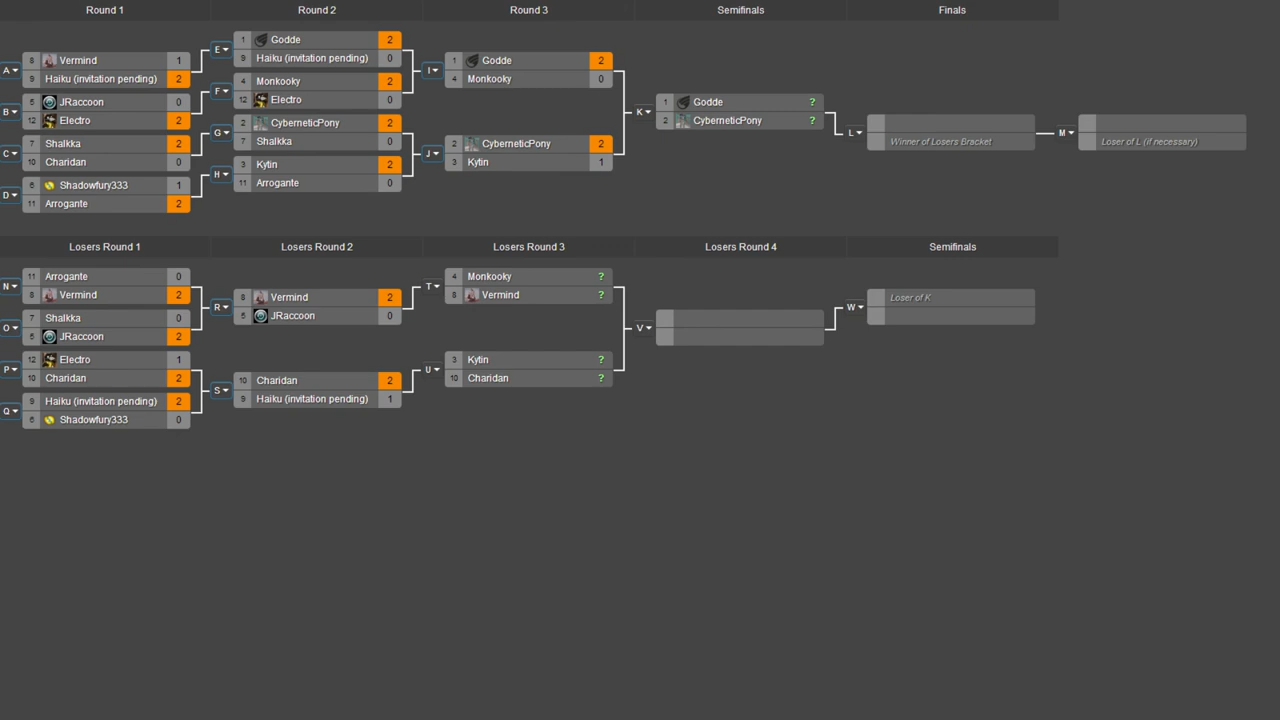 Round 1 Round 2 Round 3 Semifinals Finals
A
8 Vermind 1
9 Haiku (invitation pending) 2
B
5 JRaccoon 0
12 Electro 2
C
7 Shalkka 2
10 Charidan 0
D
6 Shadowfury333 1
11 Arrogante 2
E
1 Godde 2
9 Haiku (invitation pending) 0
F
4 Monkooky 2
12 Electro 0
G
2 CyberneticPony 2
7 Shalkka 0
H
3 Kytin 2
11 Arrogante 0
I
1 Godde 2
4 Monkooky 0
J
2 CyberneticPony 2
3 Kytin 1
K
1 Godde ?
2 CyberneticPony ?
L
Winner of Losers Bracket
M
Loser of L (if necessary)
Losers Round 1 Losers Round 2 Losers Round 3 Losers Round 4 Semifinals
N
11 Arrogante 0
8 Vermind 2
O
7 Shalkka 0
5 JRaccoon 2
P
12 Electro 1
10 Charidan 2
Q
9 Haiku (invitation pending) 2
6 Shadowfury333 0
R
8 Vermind 2
5 JRaccoon 0
S
10 Charidan 2
9 Haiku (invitation pending) 1
T
4 Monkooky ?
8 Vermind ?
U
3 Kytin ?
10 Charidan ?
V
W
Loser of K